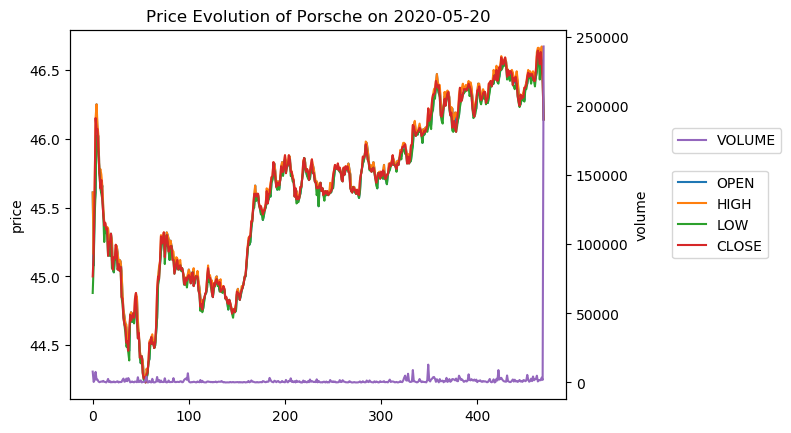 Price Evolution of Porsche on 2020-05-20
price
46.5
46.0
45.5
45.0
44.5
0
100
200
300
400
250000
200000
150000
100000
50000
0
volume
VOLUME
OPEN
HIGH
LOW
CLOSE